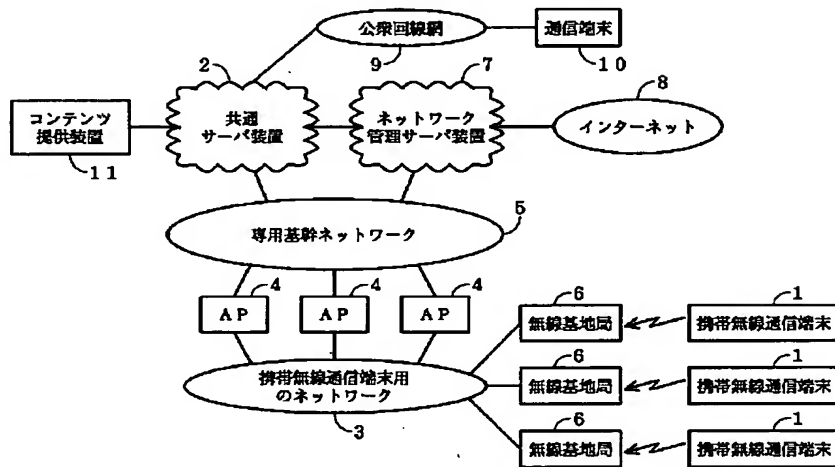 公衆回線網
9
通信端末
10
2
7
8
コンテンツ
提供装置
11
共通
サーバ装置
ネットワーク
管理サーバ装置
インターネット
5
専用基幹ネットワーク
4
4
4
AP
AP
AP
6
1
無線基地局
携帯無線通信端末
6
1
無線基地局
携帯無線通信端末
6
1
無線基地局
携帯無線通信端末
携帯無線通信端末用
のネットワーク
3